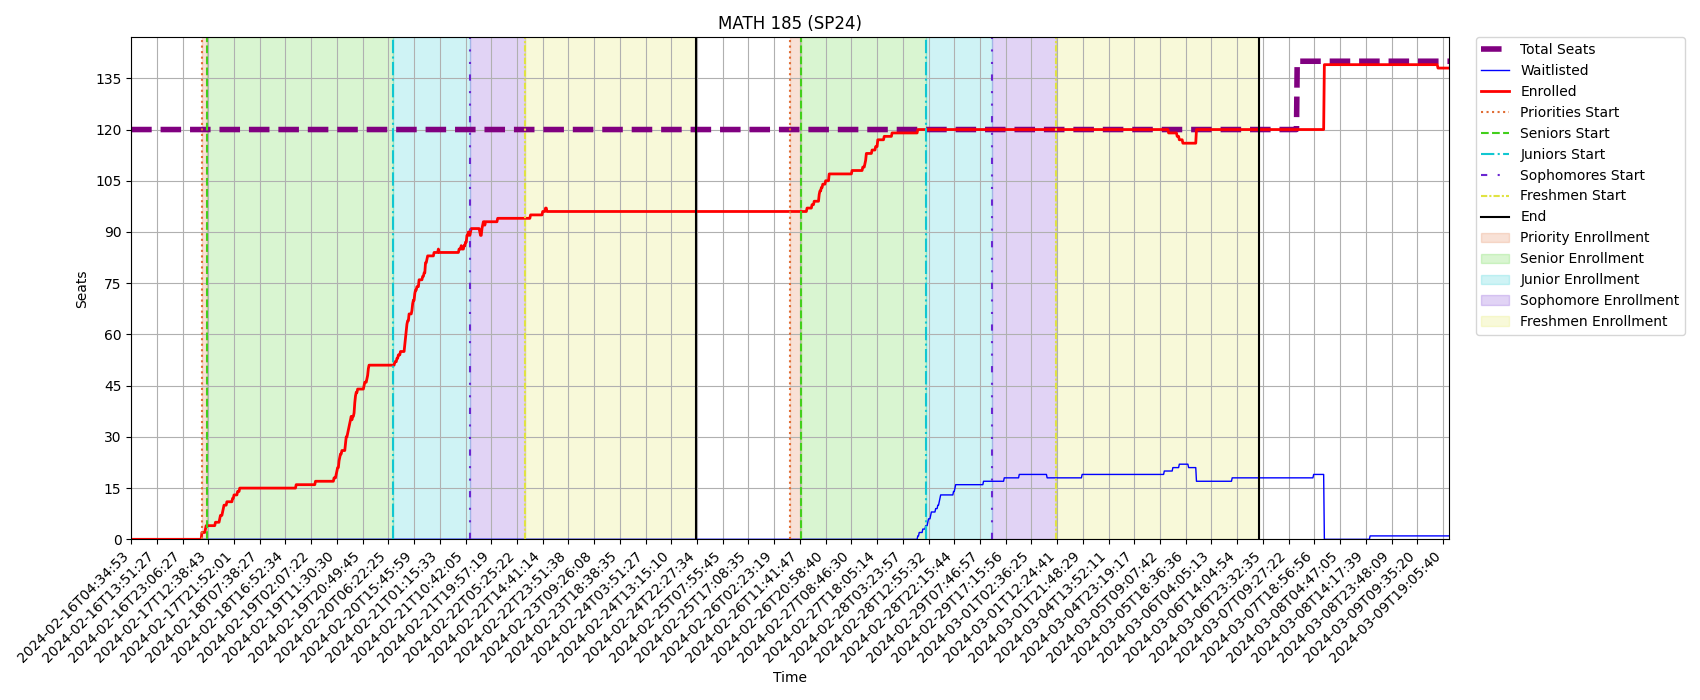 MATH 185 (SP24)
Seats
135
120
105
90
75
60
45
30
15
0
2024-02-16T04:34:53
2024-02-16T13:51:27
2024-02-16T23:06:27
2024-02-17T12:38:43
2024-02-17T21:52:01
2024-02-18T07:38:27
2024-02-18T16:52:34
2024-02-19T02:07:22
2024-02-19T11:30:30
2024-02-19T20:49:45
2024-02-20T06:22:25
2024-02-20T15:45:59
2024-02-21T01:15:33
2024-02-21T10:42:05
2024-02-21T19:57:19
2024-02-22T05:25:22
2024-02-22T14:41:14
2024-02-22T23:51:38
2024-02-23T09:26:08
2024-02-23T18:38:35
2024-02-24T03:51:27
2024-02-24T13:15:10
2024-02-24T22:27:34
2024-02-25T07:55:45
2024-02-25T17:08:35
2024-02-26T02:23:19
2024-02-26T11:41:47
2024-02-26T20:58:40
2024-02-27T08:46:30
2024-02-27T18:05:14
2024-02-28T03:23:57
2024-02-28T12:55:32
2024-02-28T22:15:44
2024-02-29T07:46:57
2024-02-29T17:15:56
2024-03-01T02:36:25
2024-03-01T12:24:41
2024-03-01T21:48:29
2024-03-04T13:52:11
2024-03-04T23:19:17
2024-03-05T09:07:42
2024-03-05T18:36:36
2024-03-06T04:05:13
2024-03-06T14:04:54
2024-03-06T23:32:35
2024-03-07T09:27:22
2024-03-07T18:56:56
2024-03-08T04:47:05
2024-03-08T14:17:39
2024-03-08T23:48:09
2024-03-09T09:35:20
2024-03-09T19:05:40
Time
Total Seats
Waitlisted
Enrolled
Priorities Start
Seniors Start
Juniors Start
Sophomores Start
Freshmen Start
End
Priority Enrollment
Senior Enrollment
Junior Enrollment
Sophomore Enrollment
Freshmen Enrollment